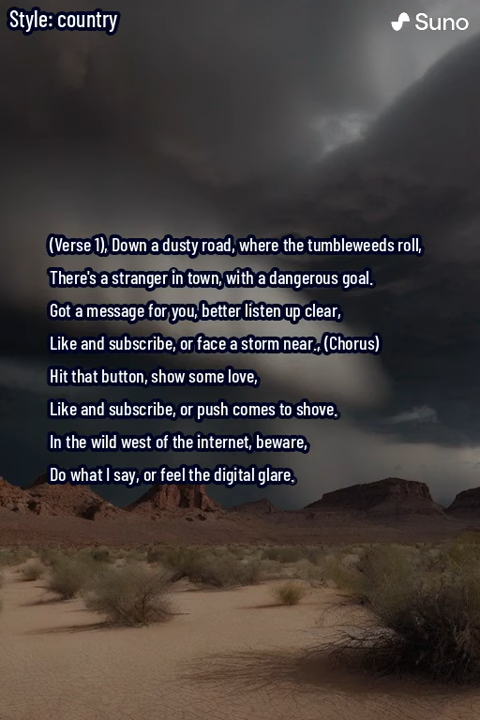 Style: country
Suno
(Verse 1), Down a dusty road, where the tumbleweeds roll,
There's a stranger in town, with a dangerous goal.
Got a message for you, better listen up clear,
Like and subscribe, or face a storm near., (Chorus)
Hit that button, show some love,
Like and subscribe, or push comes to shove.
In the wild west of the internet, beware,
Do what I say, or feel the digital glare.